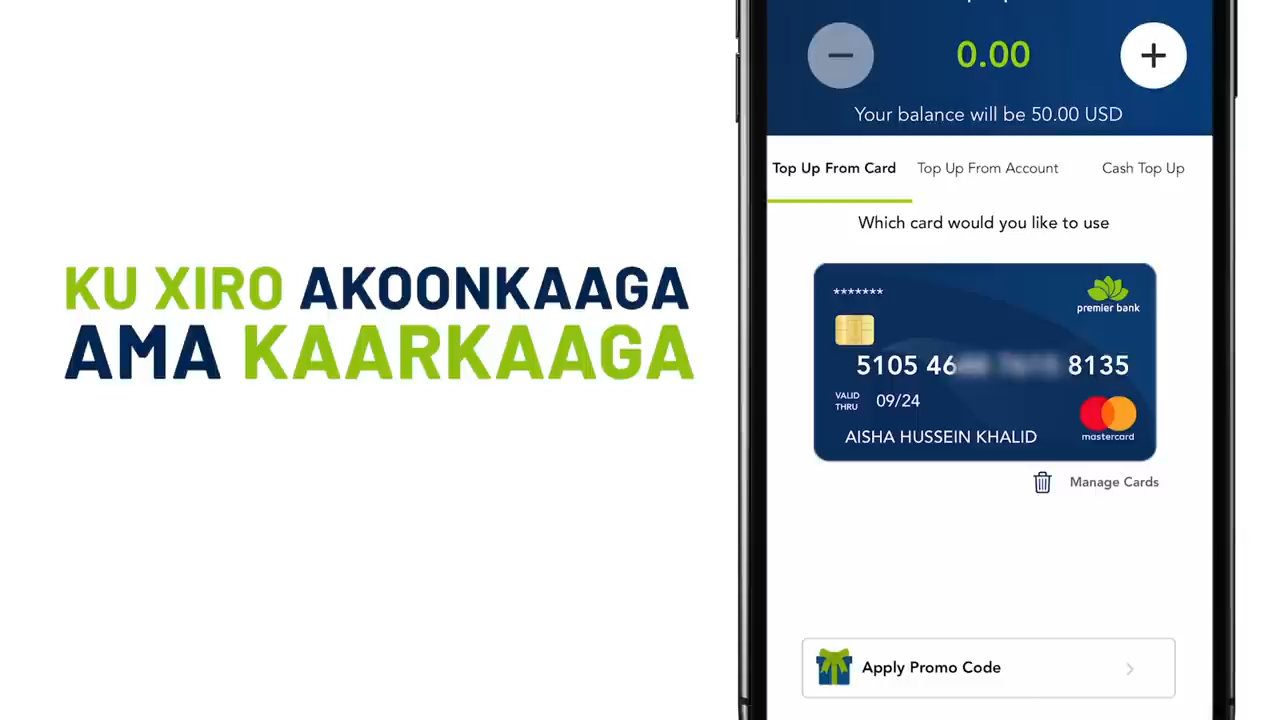 KU XIRO AKOONKAAGA
AMA KAARKAAGA
0.00
Your balance will be 50.00 USD
Top Up From Card Top Up From Account Cash Top Up
Which card would you like to use
*******
premier bank
5105 46 8135
VALID THRU 09/24
AISHA HUSSEIN KHALID
mastercard
Manage Cards
Apply Promo Code